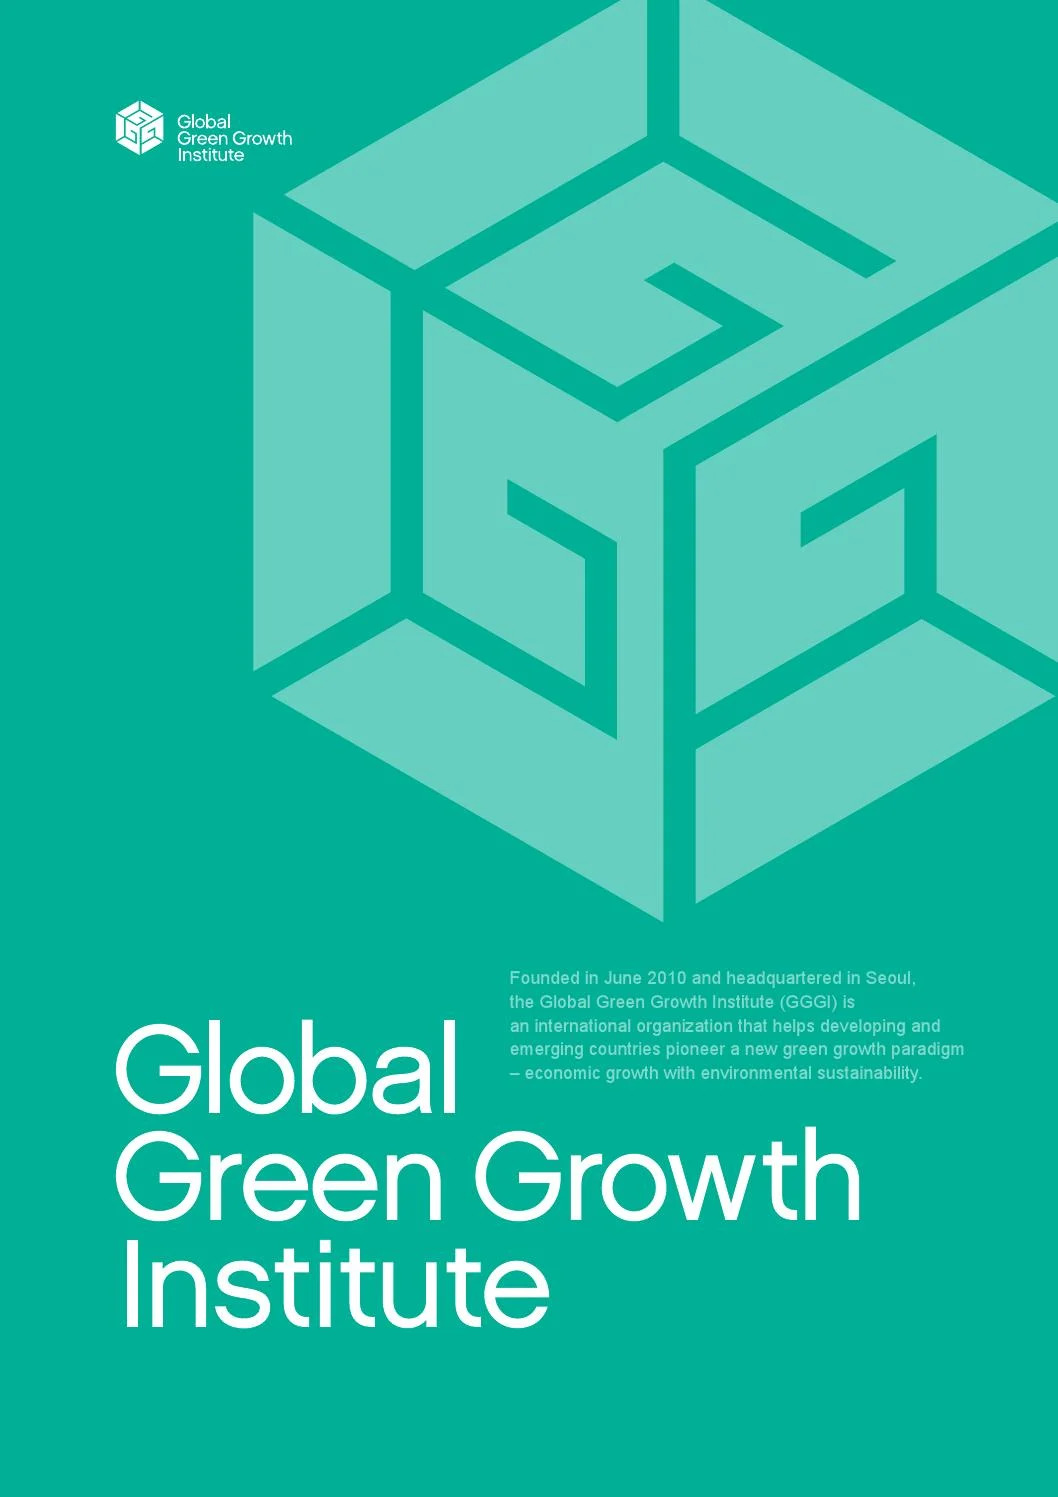 Global
Green Growth
Institute
Founded in June 2010 and headquartered in Seoul,
the Global Green Growth Institute (GGGI) is
an international organization that helps developing and
emerging countries pioneer a new green growth paradigm
– economic growth with environmental sustainability.
Global
Green Growth
Institute